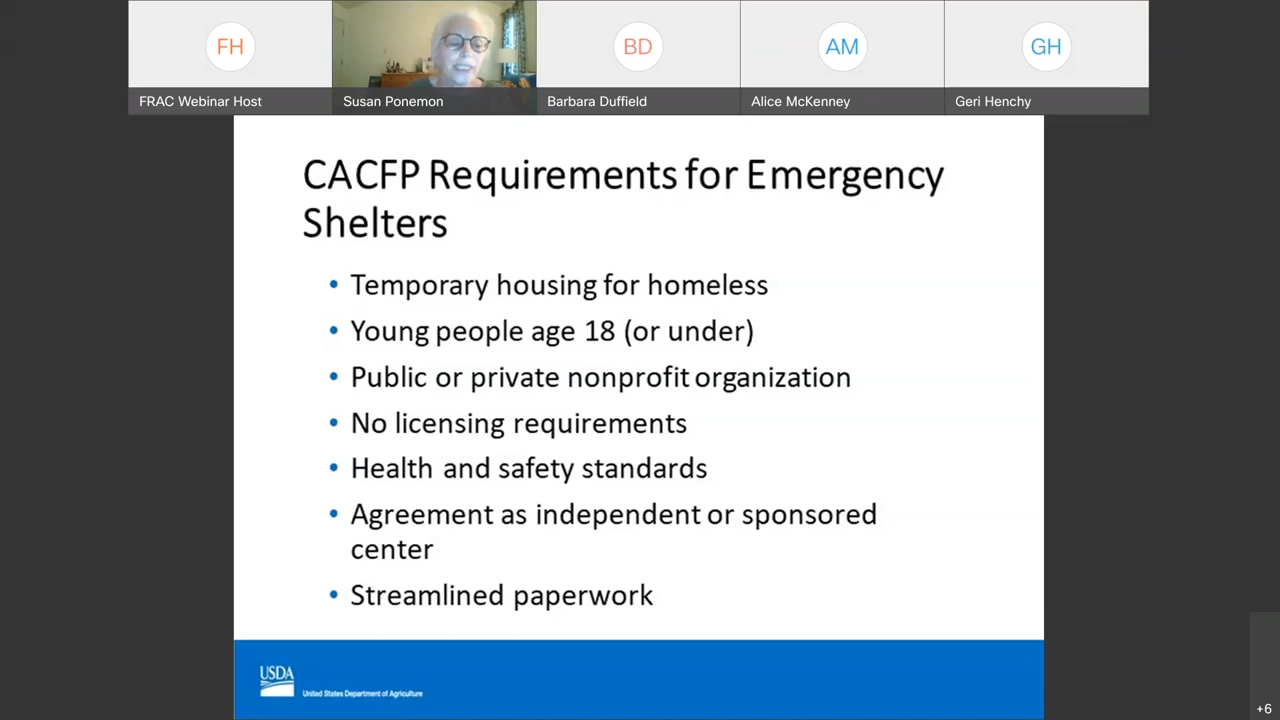 FH
BD
AM
GH
FRAC Webinar Host
Susan Ponemon
Barbara Duffield
Alice McKenney
Geri Henchy
CACFP Requirements for Emergency
Shelters
• Temporary housing for homeless
• Young people age 18 (or under)
• Public or private nonprofit organization
• No licensing requirements
• Health and safety standards
• Agreement as independent or sponsored
center
• Streamlined paperwork
USDA
United States Department of Agriculture
+6